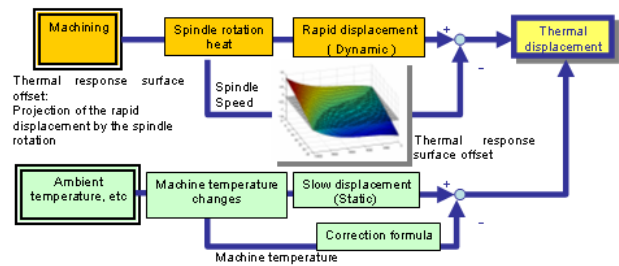 Machining
Spindle rotation
heat
Rapid displacement
( Dynamic )
+
-
Thermal
displacement
Thermal response surface
offset:
Projection of the rapid
displacement by the spindle
rotation
Spindle
Speed
Thermal response
surface offset
Ambient
temperature, etc
Machine temperature
changes
Slow displacement
(Static)
+
-
Correction formula
Machine temperature